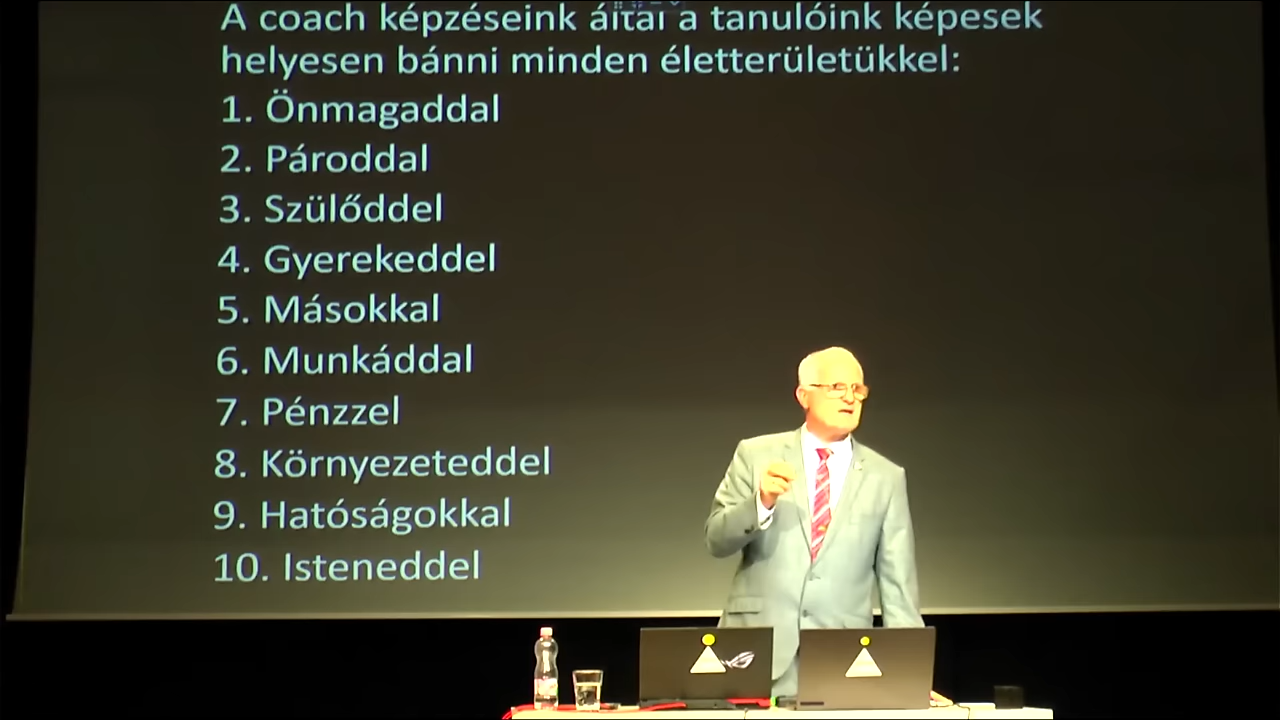 A coach képzéseink által a tanulóink képesek
helyesen bánni minden életterületükkel:
1. Önmagaddal
2. Pároddal
3. Szülőddel
4. Gyerekeddel
5. Másokkal
6. Munkáddal
7. Pénzzel
8. Környezeteddel
9. Hatóságokkal
10. Isteneddel